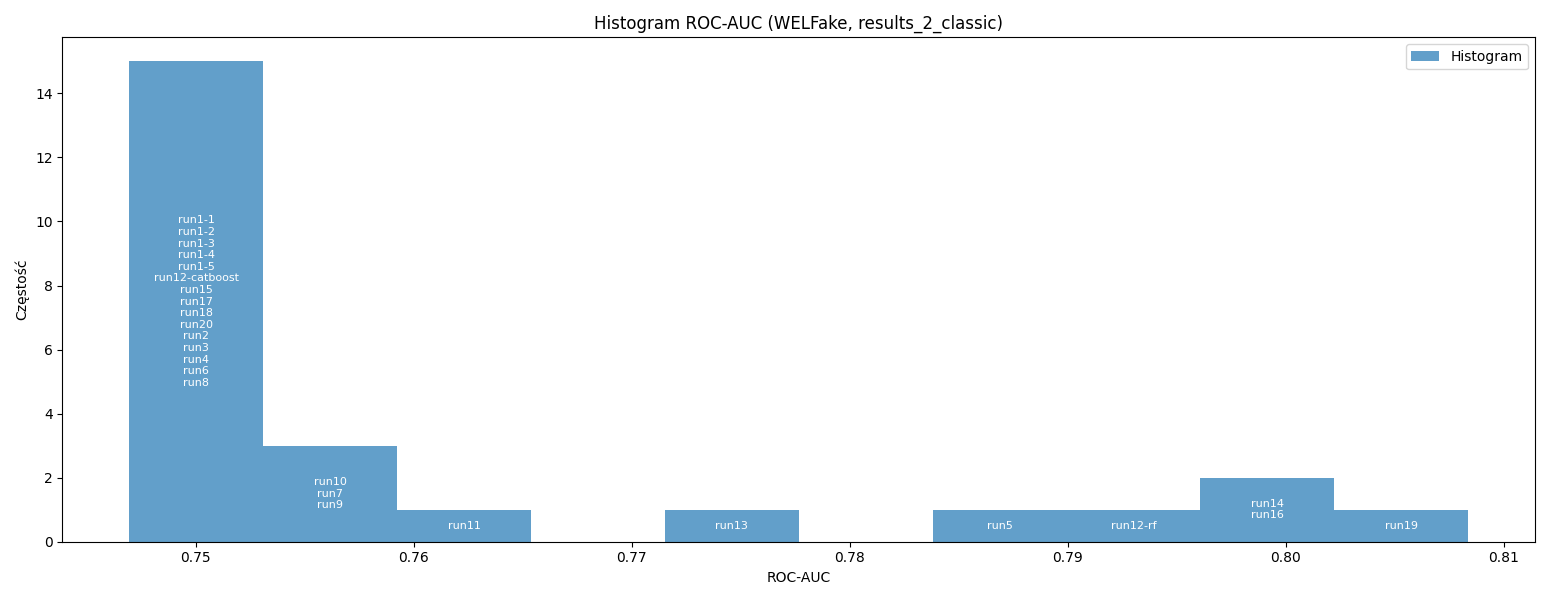 Histogram ROC-AUC (WELFake, results_2_classic)
Histogram
Częstość
14
12
10
8
6
4
2
0
run1-1
run1-2
run1-3
run1-4
run1-5
run12-catboost
run15
run17
run18
run20
run2
run3
run4
run6
run8
run10
run7
run9
run11
run13
run5
run12-rf
run14
run16
run19
0.75
0.76
0.77
0.78
0.79
0.80
0.81
ROC-AUC